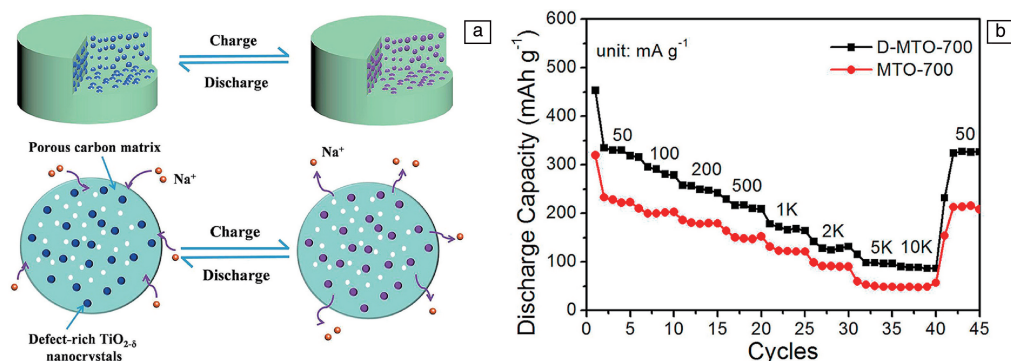 a
Charge
Discharge
Porous carbon matrix
Na⁺
Na⁺
Charge
Discharge
Defect-rich TiO₂₋δ
nanocrystals
b
unit: mA g⁻¹
D-MTO-700
MTO-700
50
100
200
500
1K
2K
5K
10K
50
Discharge Capacity (mAh g⁻¹)
600
500
400
300
200
100
0
0 5 10 15 20 25 30 35 40 45
Cycles